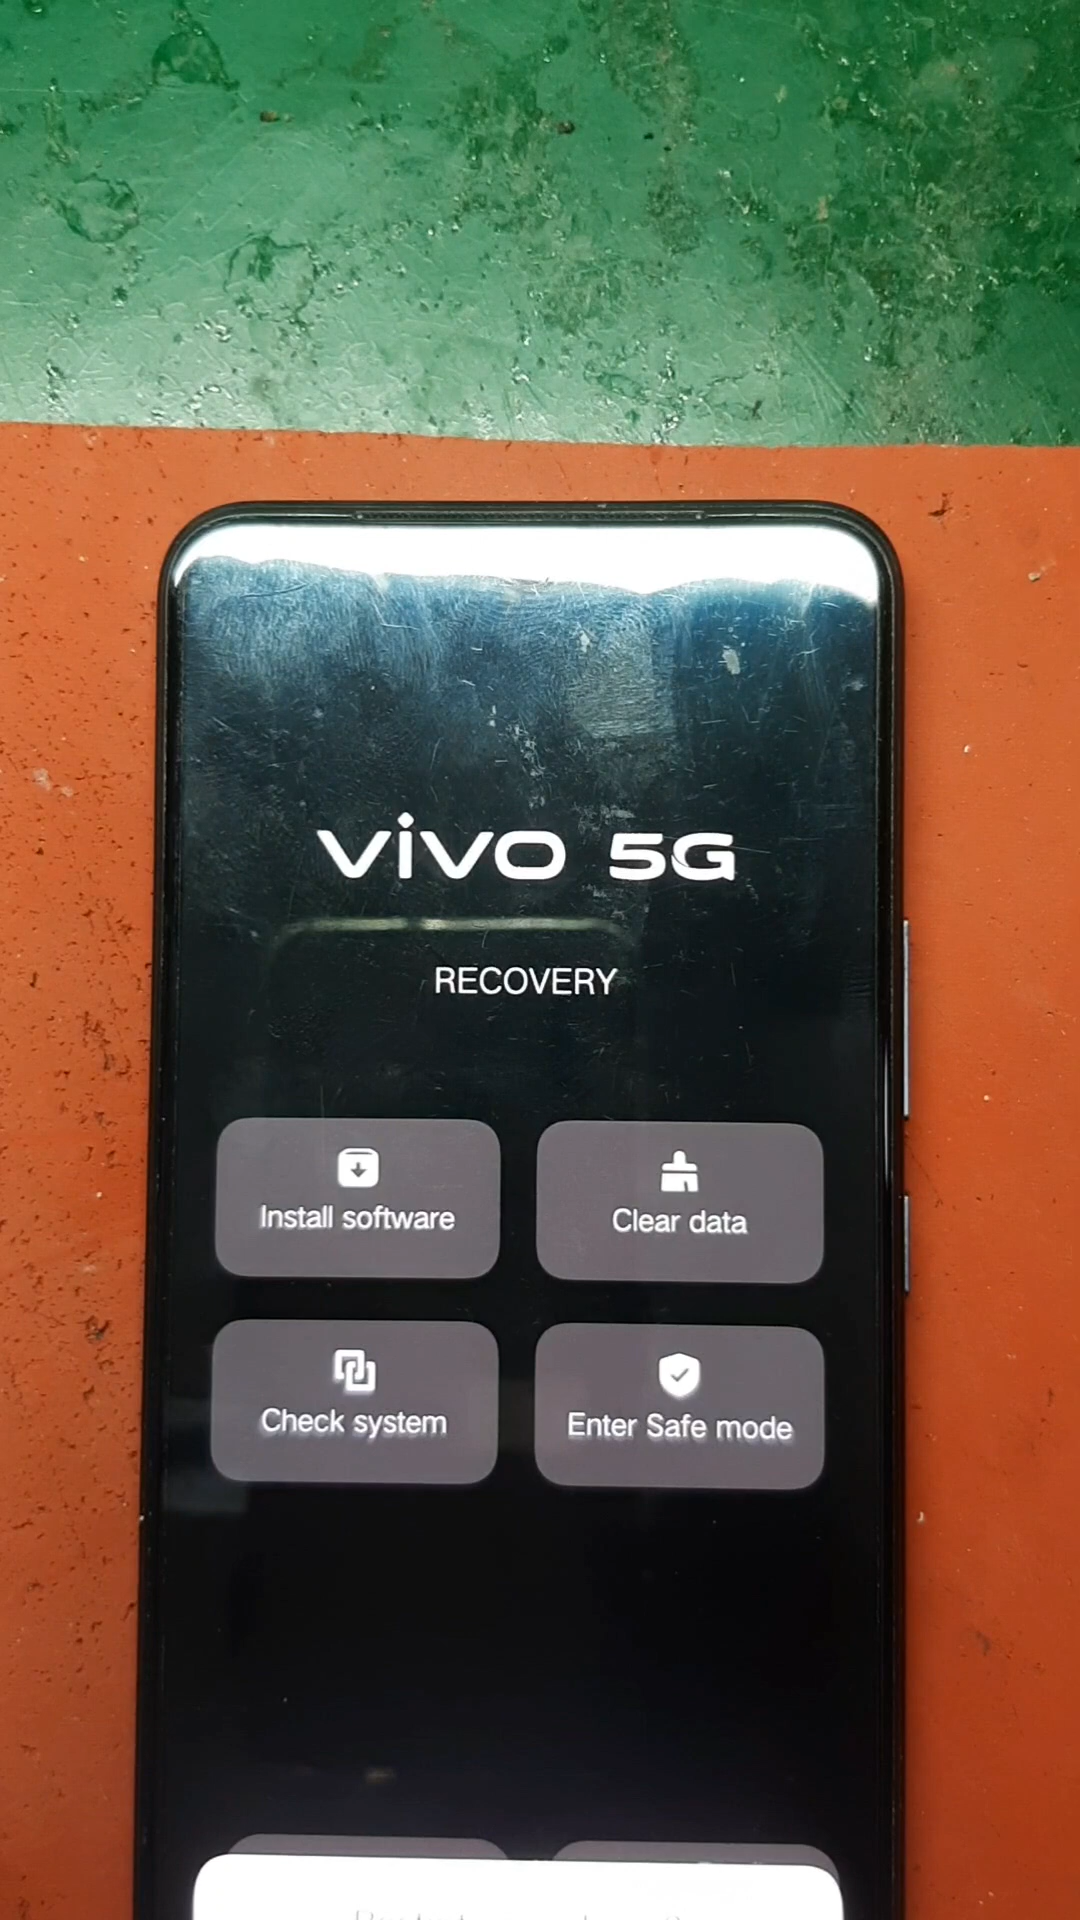 vivo 5G
RECOVERY
Install software
Clear data
Check system
Enter Safe mode